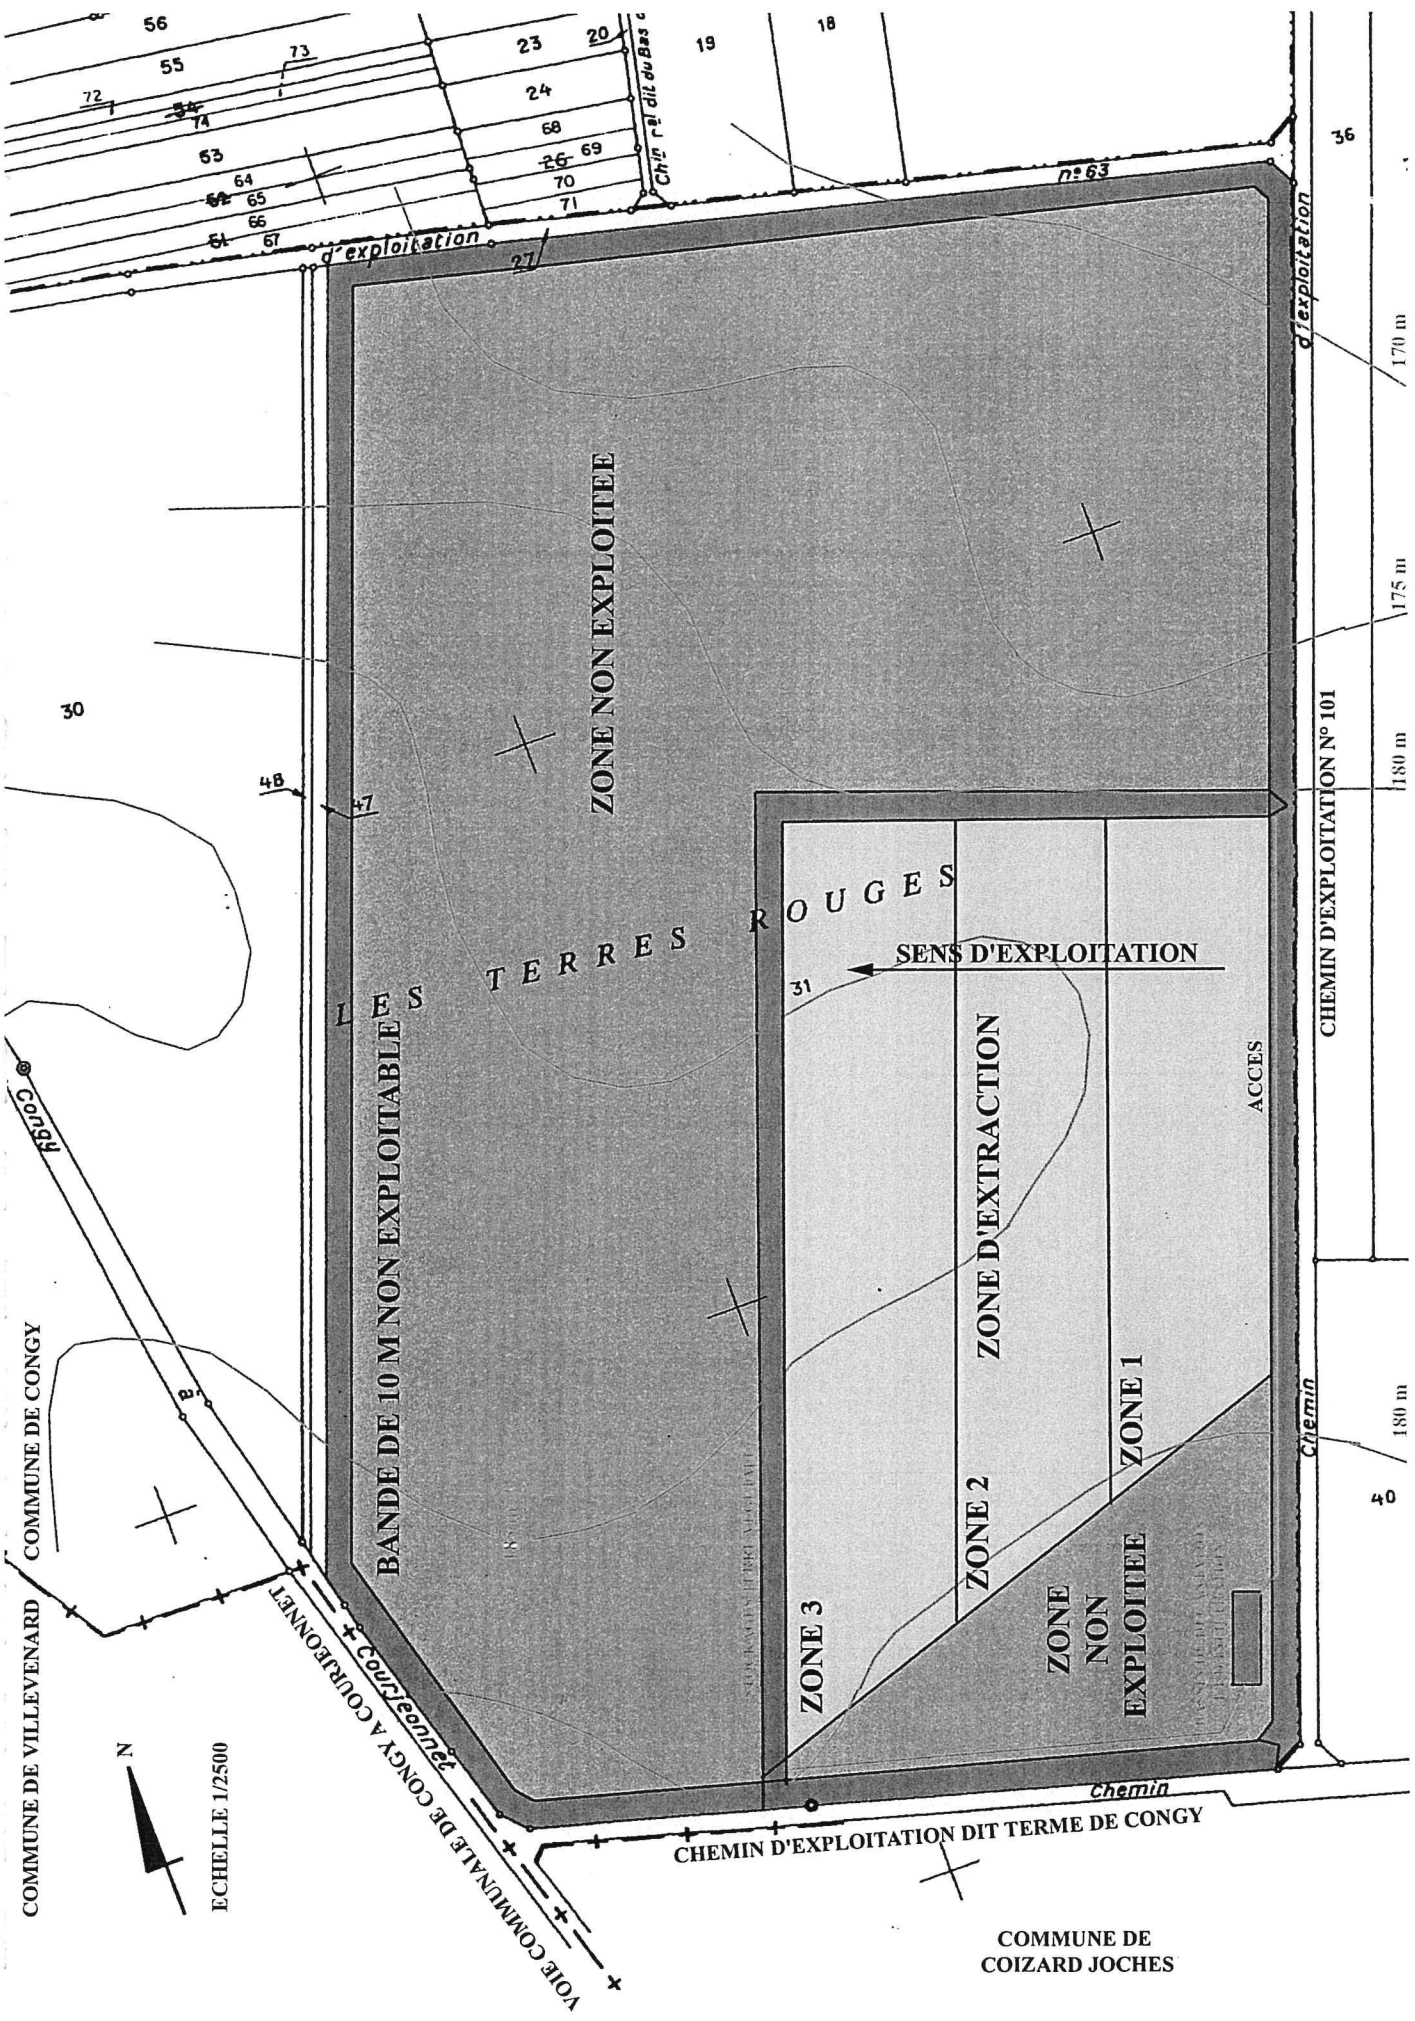 56
55
73
72
54
74
53
64
52 65
66
51 67
23
20
24
68
26 69
70
71
27
19
18
36
n° 63
d'exploitation
d'exploitation
170 m
175 m
180 m
180 m
ZONE NON EXPLOITEE
30
48
47
CHEMIN D'EXPLOITATION N° 101
LES TERRES ROUGES
SENS D'EXPLOITATION
31
BANDE DE 10 M NON EXPLOITABLE
ZONE D'EXTRACTION
ACCES
Congy
à
ZONE 1
ZONE 2
ZONE 3
ZONE
NON
EXPLOITEE
Chemin
40
COMMUNE DE VILLEVENARD
COMMUNE DE CONGY
N
ECHELLE 1/2500
Courjeonnet
VOIE COMMUNALE DE CONGY A COURJEONNET
Chemin
CHEMIN D'EXPLOITATION DIT TERME DE CONGY
COMMUNE DE
COIZARD JOCHES